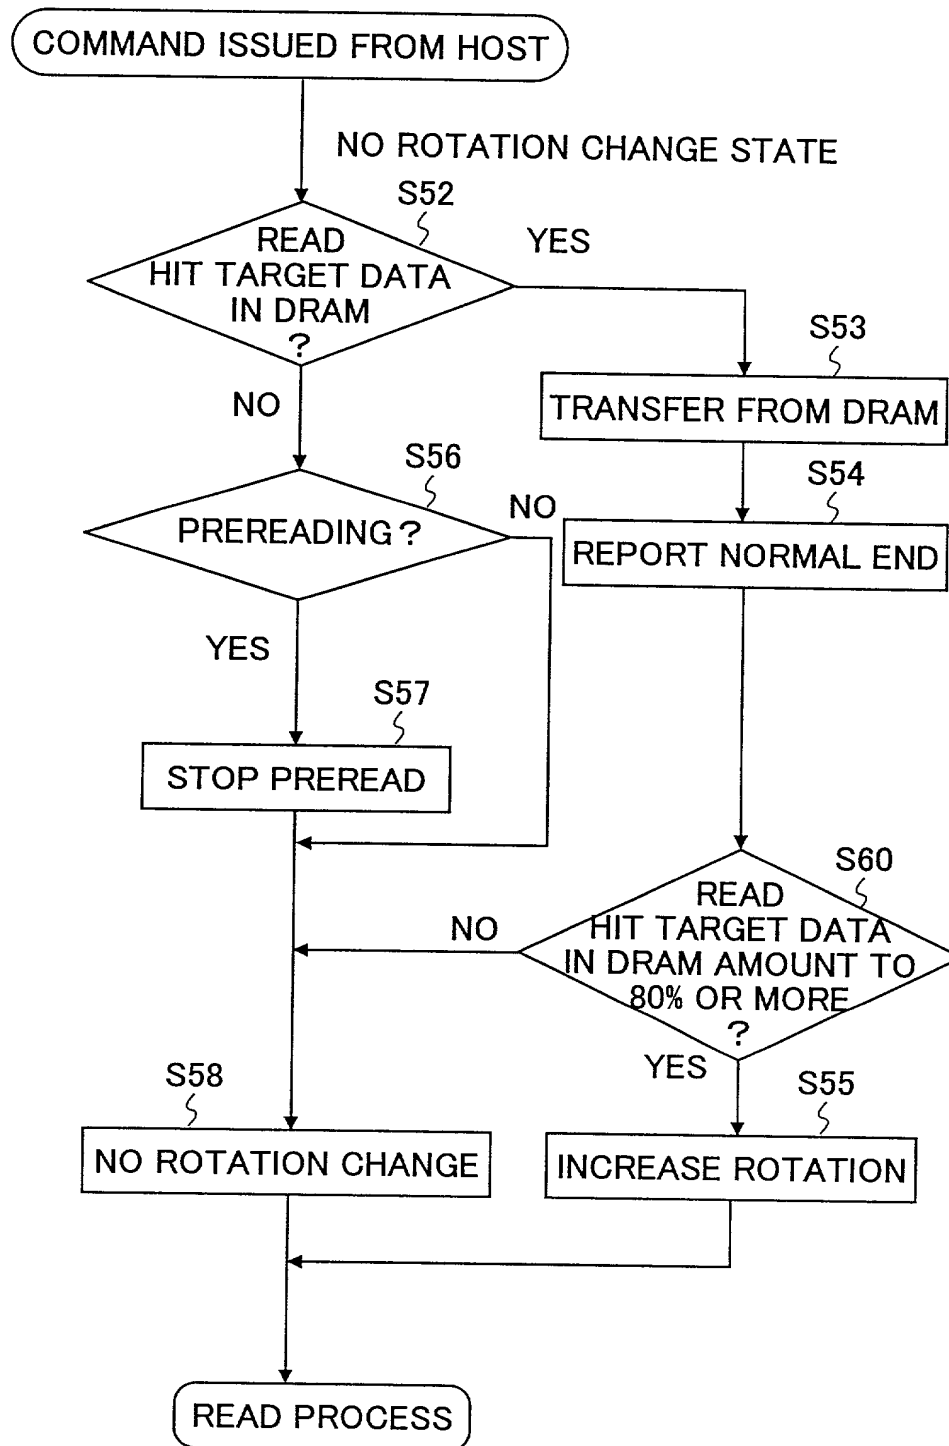 COMMAND ISSUED FROM HOST
NO ROTATION CHANGE STATE
S52
READ
HIT TARGET DATA
IN DRAM
?
YES
NO
S53
TRANSFER FROM DRAM
S54
REPORT NORMAL END
S56
PREREADING?
NO
YES
S57
STOP PREREAD
S60
READ
HIT TARGET DATA
IN DRAM AMOUNT TO
80% OR MORE
?
NO
YES
S58
NO ROTATION CHANGE
S55
INCREASE ROTATION
READ PROCESS